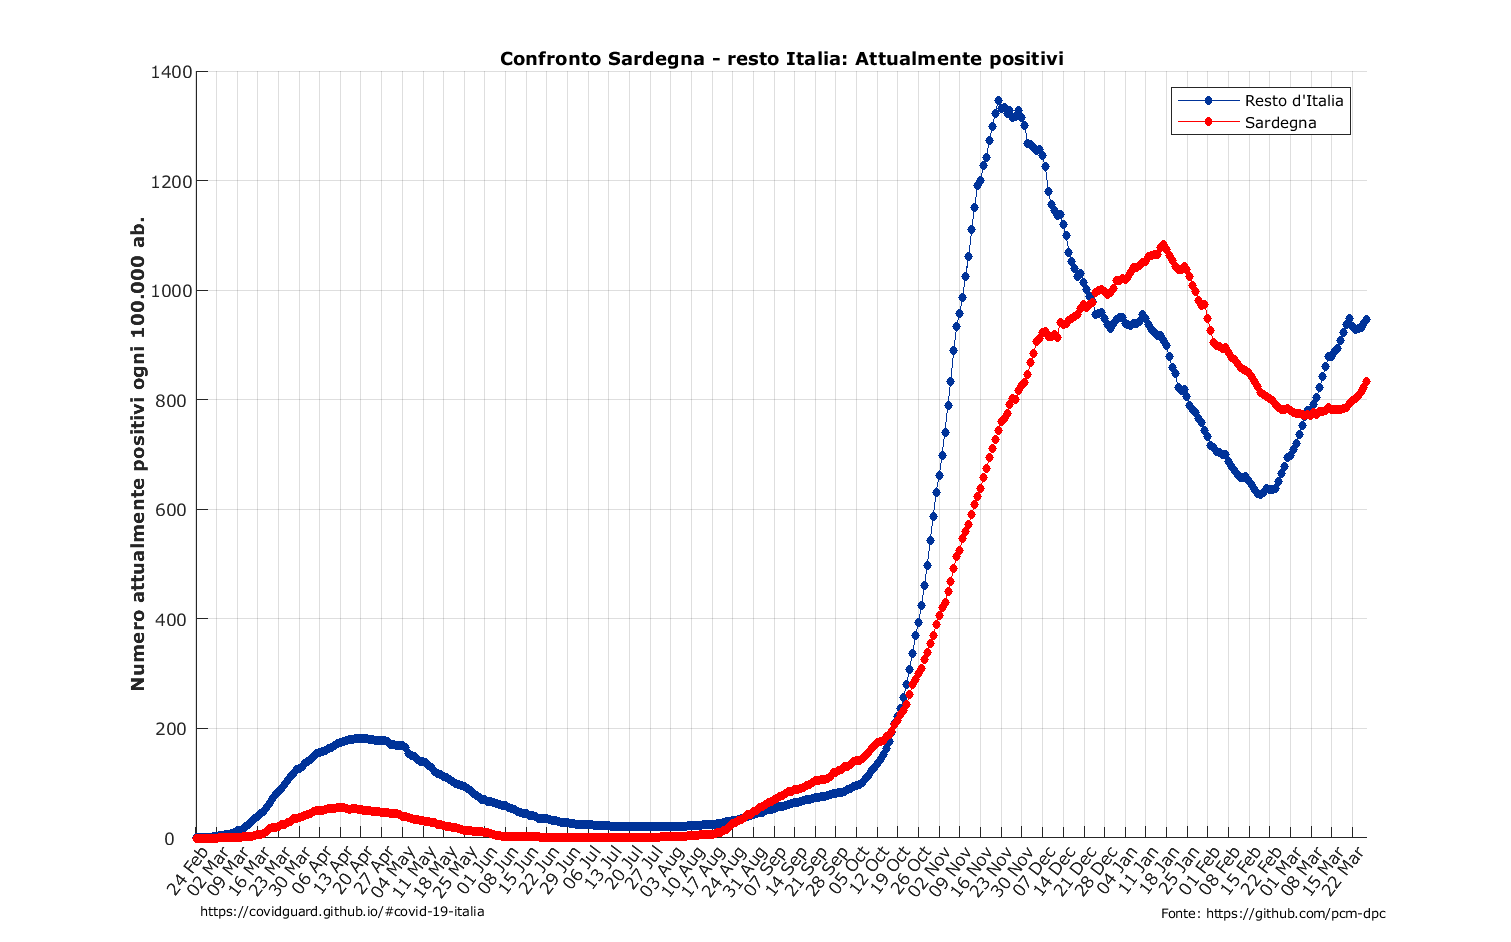 Confronto Sardegna - resto Italia: Attualmente positivi
1400
1200
1000
800
600
400
200
0
Numero attualmente positivi ogni 100.000 ab.
Resto d'Italia
Sardegna
24 Feb
02 Mar
09 Mar
16 Mar
23 Mar
30 Mar
06 Apr
13 Apr
20 Apr
27 Apr
04 May
11 May
18 May
25 May
01 Jun
08 Jun
15 Jun
22 Jun
29 Jun
06 Jul
13 Jul
20 Jul
27 Jul
03 Aug
10 Aug
17 Aug
24 Aug
31 Aug
07 Sep
14 Sep
21 Sep
28 Sep
05 Oct
12 Oct
19 Oct
26 Oct
02 Nov
09 Nov
16 Nov
23 Nov
30 Nov
07 Dec
14 Dec
21 Dec
28 Dec
04 Jan
11 Jan
18 Jan
25 Jan
01 Feb
08 Feb
15 Feb
22 Feb
01 Mar
08 Mar
15 Mar
22 Mar
https://covidguard.github.io/#covid-19-italia
Fonte: https://github.com/pcm-dpc